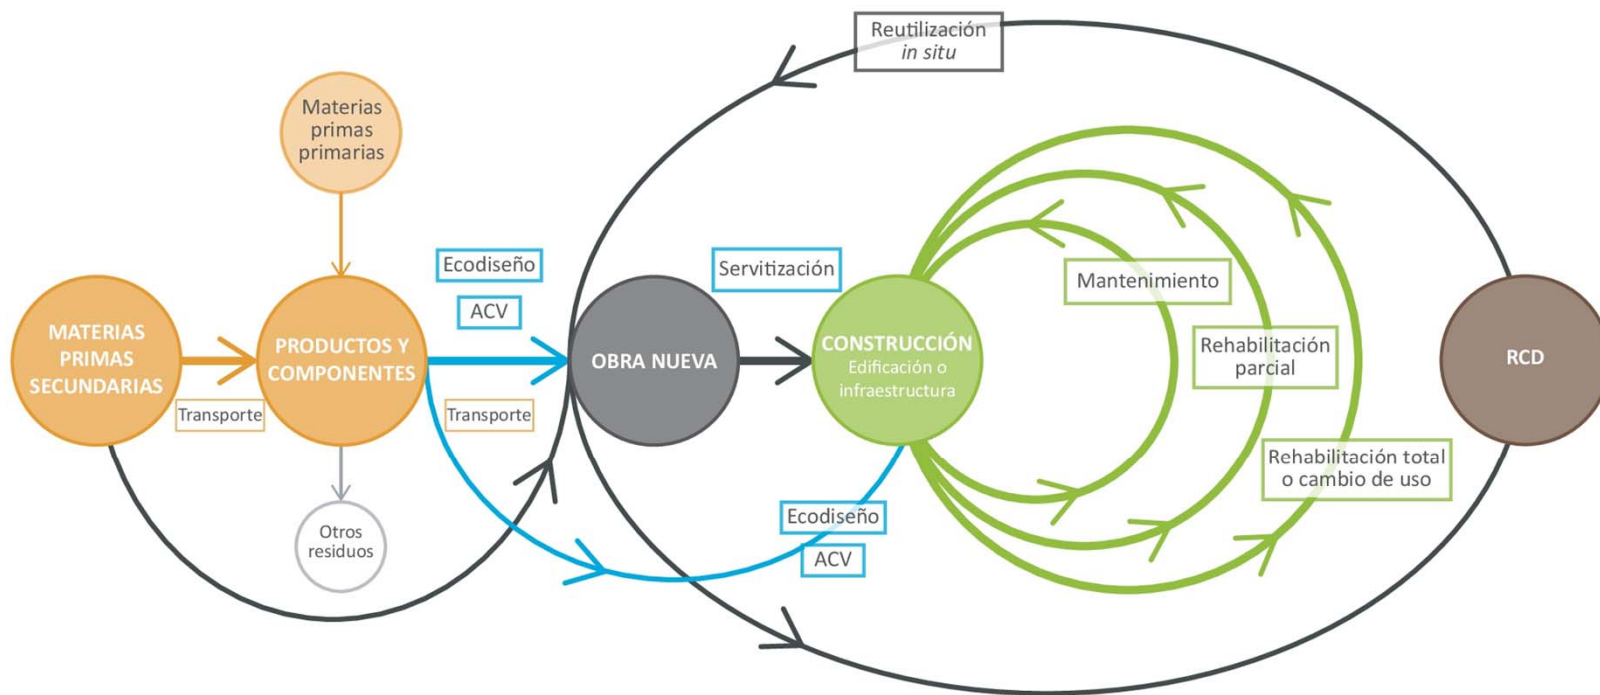 Reutilización
in situ
Materias
primas
primarias
Ecodiseño
ACV
Servitización
Mantenimiento
MATERIAS
PRIMAS
SECUNDARIAS
PRODUCTOS Y
COMPONENTES
OBRA NUEVA
CONSTRUCCIÓN
Edificación o
infraestructura
Rehabilitación
parcial
RCD
Transporte
Transporte
Rehabilitación total
o cambio de uso
Otros
residuos
Ecodiseño
ACV